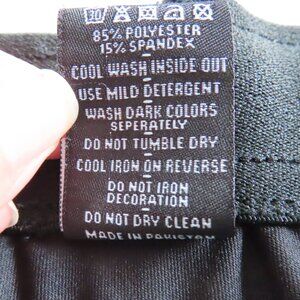 30
85% POLYESTER
15% SPANDEX
COOL WASH INSIDE OUT
-
USE MILD DETERGENT
-
WASH DARK COLORS
SEPERATELY
-
DO NOT TUMBLE DRY
-
COOL IRON ON REVERSE
-
DO NOT IRON
DECORATION
-
DO NOT DRY CLEAN
-
MADE IN PAKISTAN